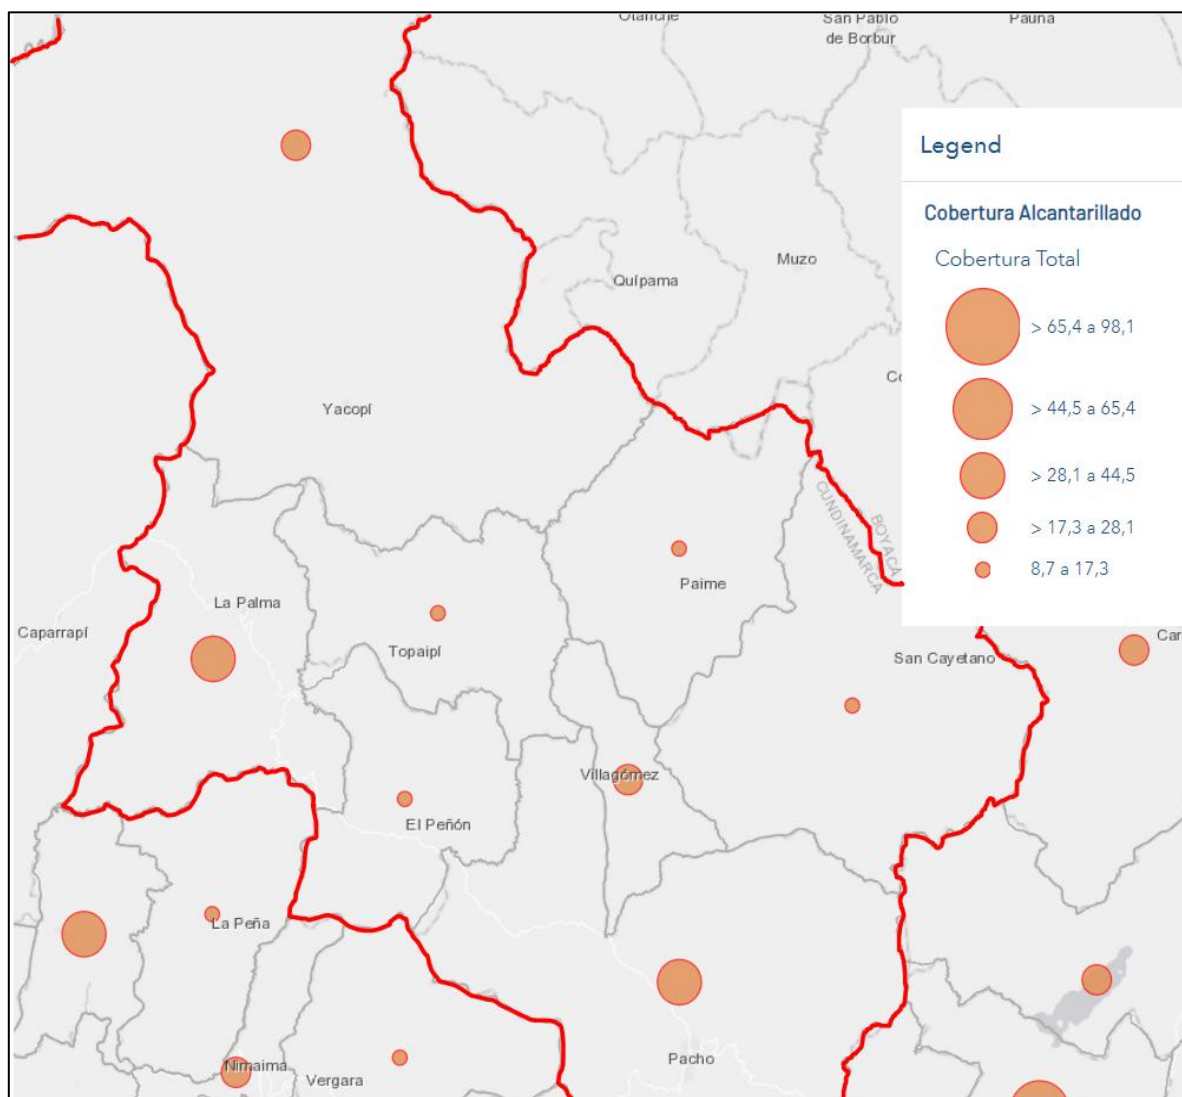 San Pablo
de Borbur
Pauna
Legend
Cobertura Alcantarillado
Cobertura Total
> 65,4 a 98,1
> 44,5 a 65,4
> 28,1 a 44,5
> 17,3 a 28,1
8,7 a 17,3
Muzo
Quípama
Co
Yacopí
BOYACÁ
CUNDINAMARCA
Paime
La Palma
Caparrapí
Topaipí
San Cayetano
Car
Villagómez
El Peñón
La Peña
Pacho
Nimaima
Vergara